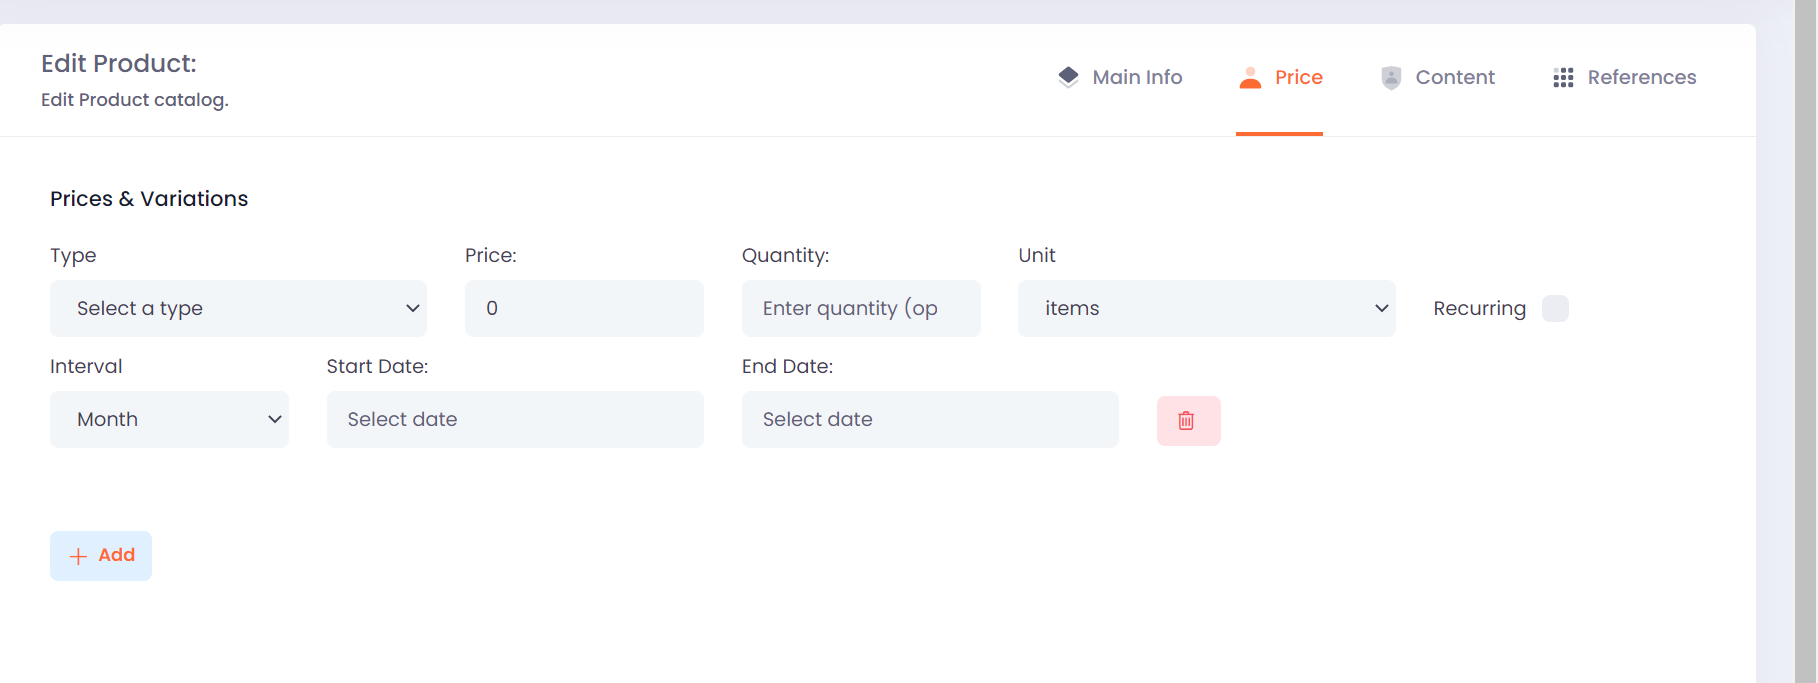 Edit Product:
Edit Product catalog.
Main Info
Price
Content
References
Prices & Variations
Type
Price:
Quantity:
Unit
Select a type
0
Enter quantity (op
items
Recurring
Interval
Start Date:
End Date:
Month
Select date
Select date
Add